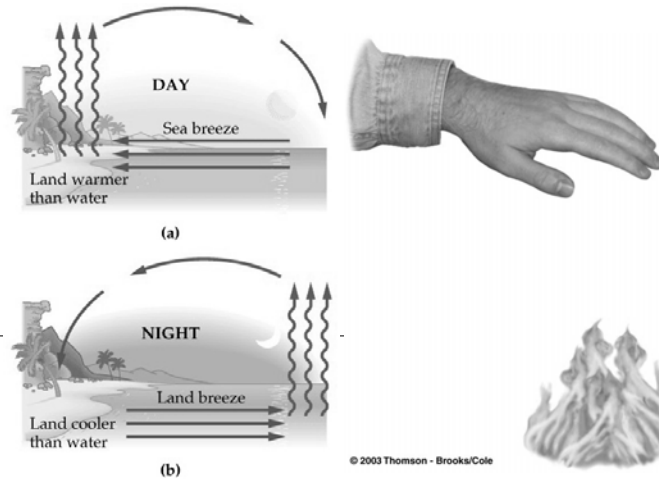 DAY
Sea breeze
Land warmer
than water
(a)
NIGHT
Land breeze
Land cooler
than water
(b)
© 2003 Thomson - Brooks/Cole